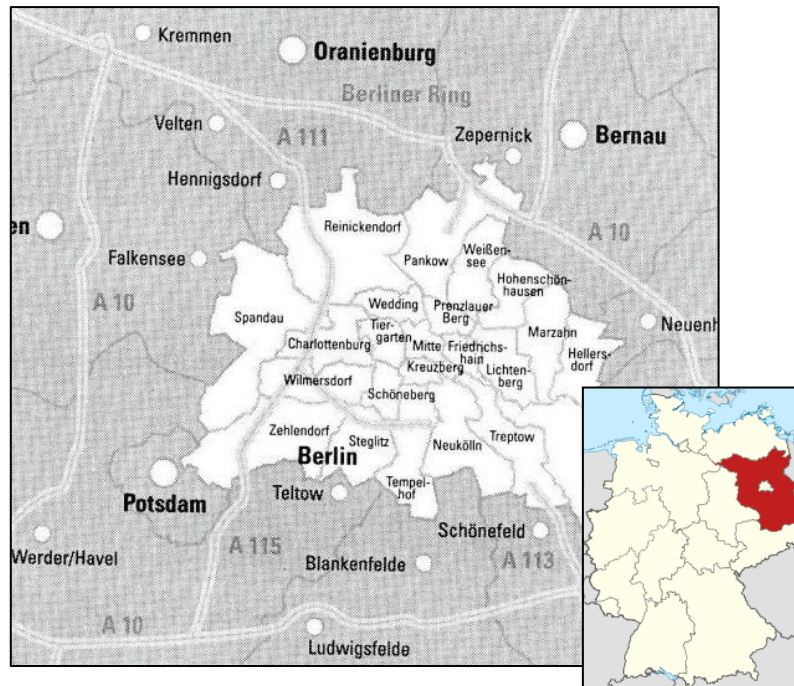 Kremmen
Oranienburg
Berliner Ring
Velten
A 111
Zepernick
Bernau
Hennigsdorf
en
Reinickendorf
A 10
Falkensee
Pankow
Weißen-
see
Hohenschön-
hausen
A 10
Wedding
Prenzlauer
Berg
Spandau
Tier-
garten
Marzahn
Neuenh
Charlottenburg
Mitte
Friedrichs-
hain
Hellers-
dorf
Kreuzberg
Lichten-
berg
Wilmersdorf
Schöneberg
Zehlendorf
Steglitz
Neukölln
Treptow
Berlin
Potsdam
Teltow
Tempel-
hof
Schönefeld
Werder/Havel
A 115
Blankenfelde
A 113
A 10
Ludwigsfelde